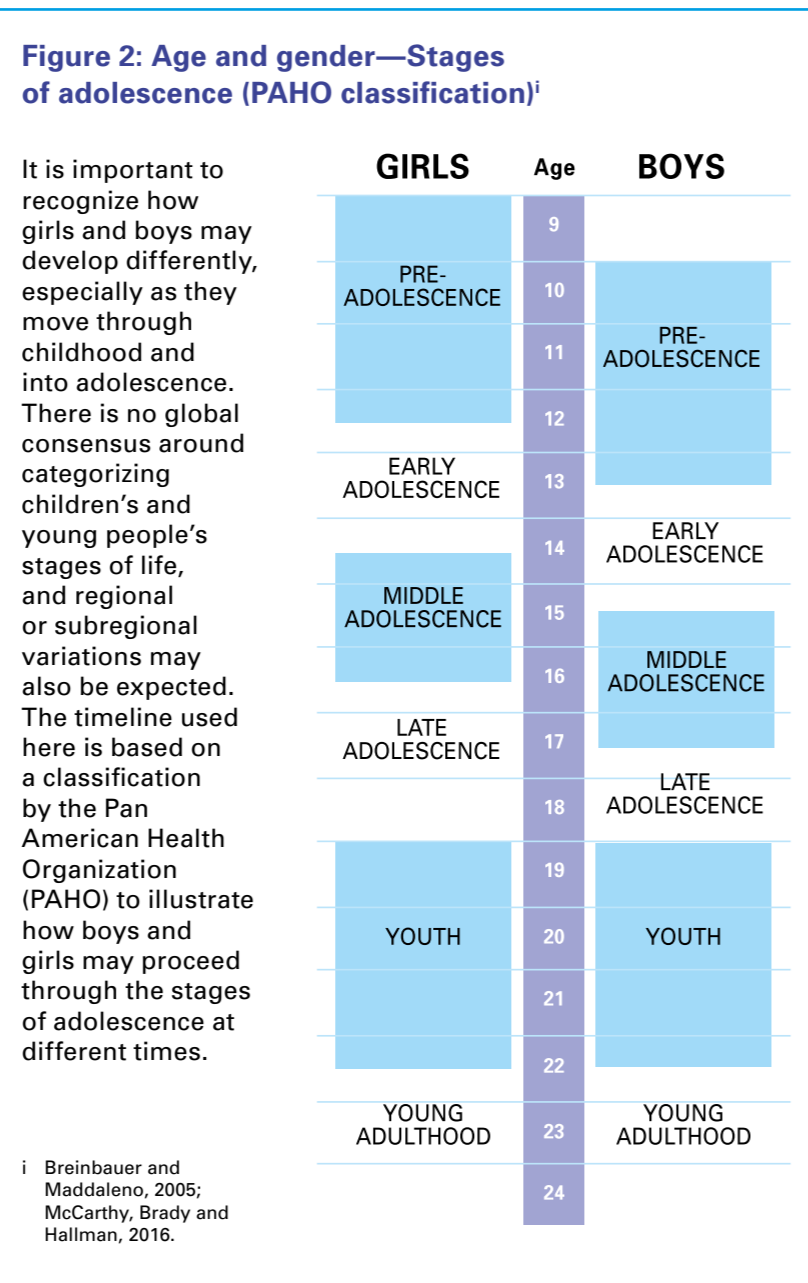 Figure 2: Age and gender—Stages
of adolescence (PAHO classification)i
It is important to
recognize how
girls and boys may
develop differently,
especially as they
move through
childhood and
into adolescence.
There is no global
consensus around
categorizing
children’s and
young people’s
stages of life,
and regional
or subregional
variations may
also be expected.
The timeline used
here is based on
a classification
by the Pan
American Health
Organization
(PAHO) to illustrate
how boys and
girls may proceed
through the stages
of adolescence at
different times.
i Breinbauer and
Maddaleno, 2005;
McCarthy, Brady and
Hallman, 2016.
GIRLS
PRE-
ADOLESCENCE
EARLY
ADOLESCENCE
MIDDLE
ADOLESCENCE
LATE
ADOLESCENCE
YOUTH
YOUNG
ADULTHOOD
Age
9
10
11
12
13
14
15
16
17
18
19
20
21
22
23
24
BOYS
PRE-
ADOLESCENCE
EARLY
ADOLESCENCE
MIDDLE
ADOLESCENCE
LATE
ADOLESCENCE
YOUTH
YOUNG
ADULTHOOD